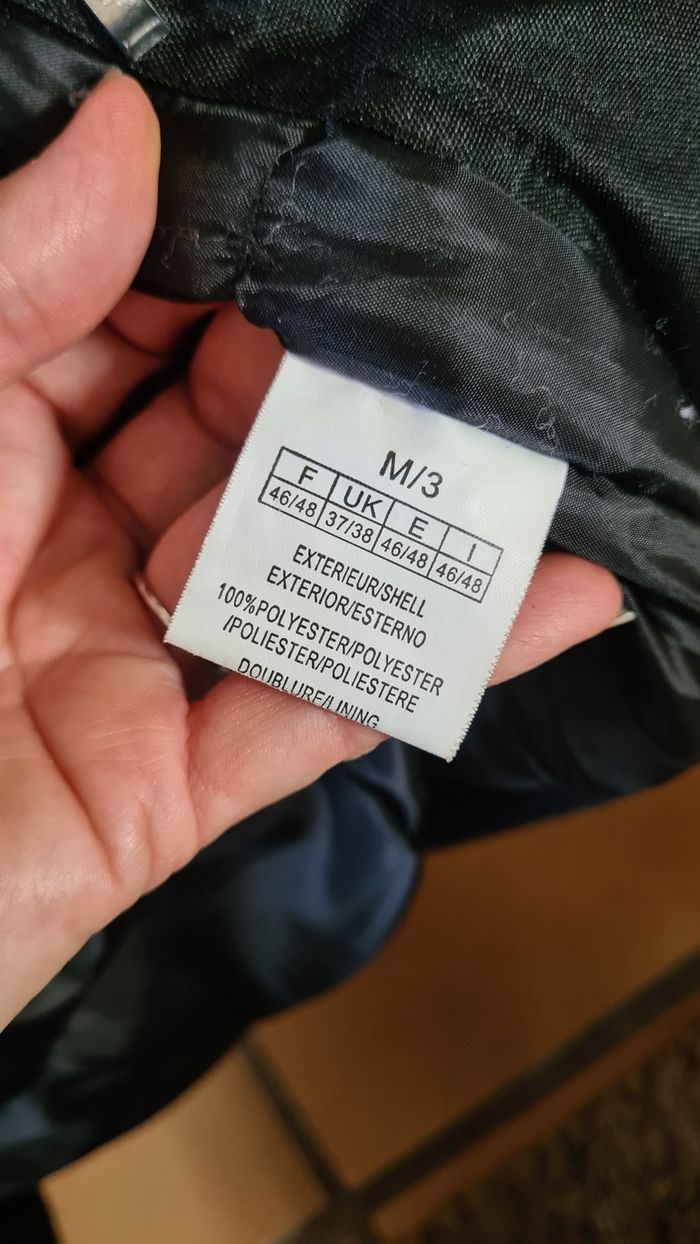 M/3
F UK E I
46/48 37/38 46/48 46/48
EXTERIEUR/SHELL
EXTERIOR/ESTERNO
100%POLYESTER/POLYESTER
/POLIESTER/POLIESTERE
DOUBLURE/LINING